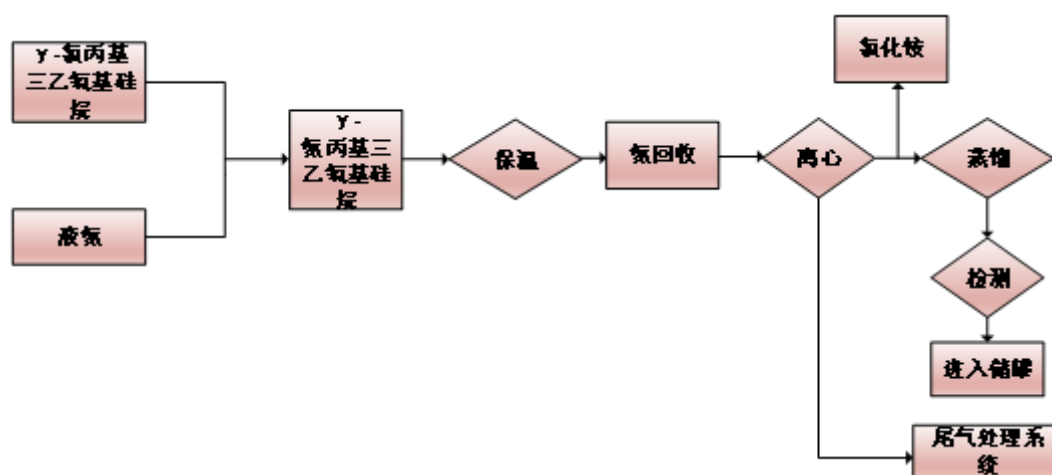 γ-氯丙基
三乙氧基硅
烷
液氨
γ-
氨丙基三
乙氧基硅
烷
保温
氨回收
离心
氯化铵
蒸馏
检测
进入储罐
尾气处理系
统